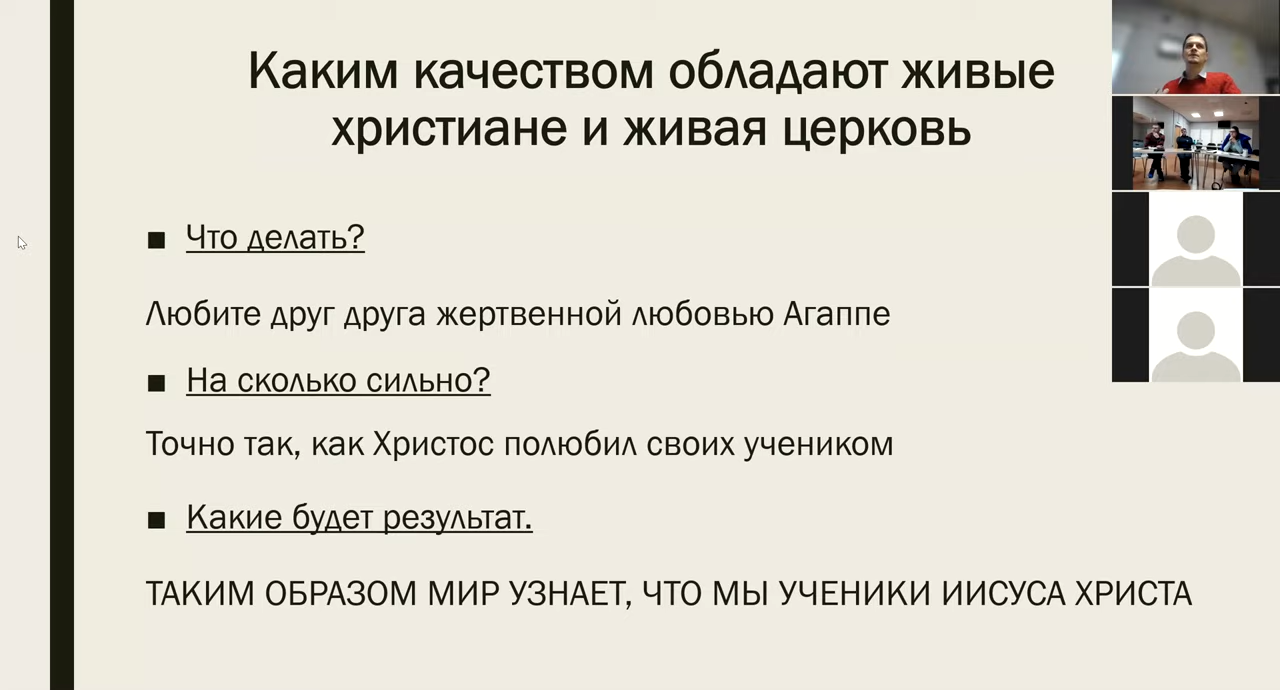 Каким качеством обладают живые
христиане и живая церковь
■ Что делать?
Любите друг друга жертвенной любовью Агаппе
■ На сколько сильно?
Точно так, как Христос полюбил своих учеником
■ Какие будет результат.
ТАКИМ ОБРАЗОМ МИР УЗНАЕТ, ЧТО МЫ УЧЕНИКИ ИИСУСА ХРИСТА